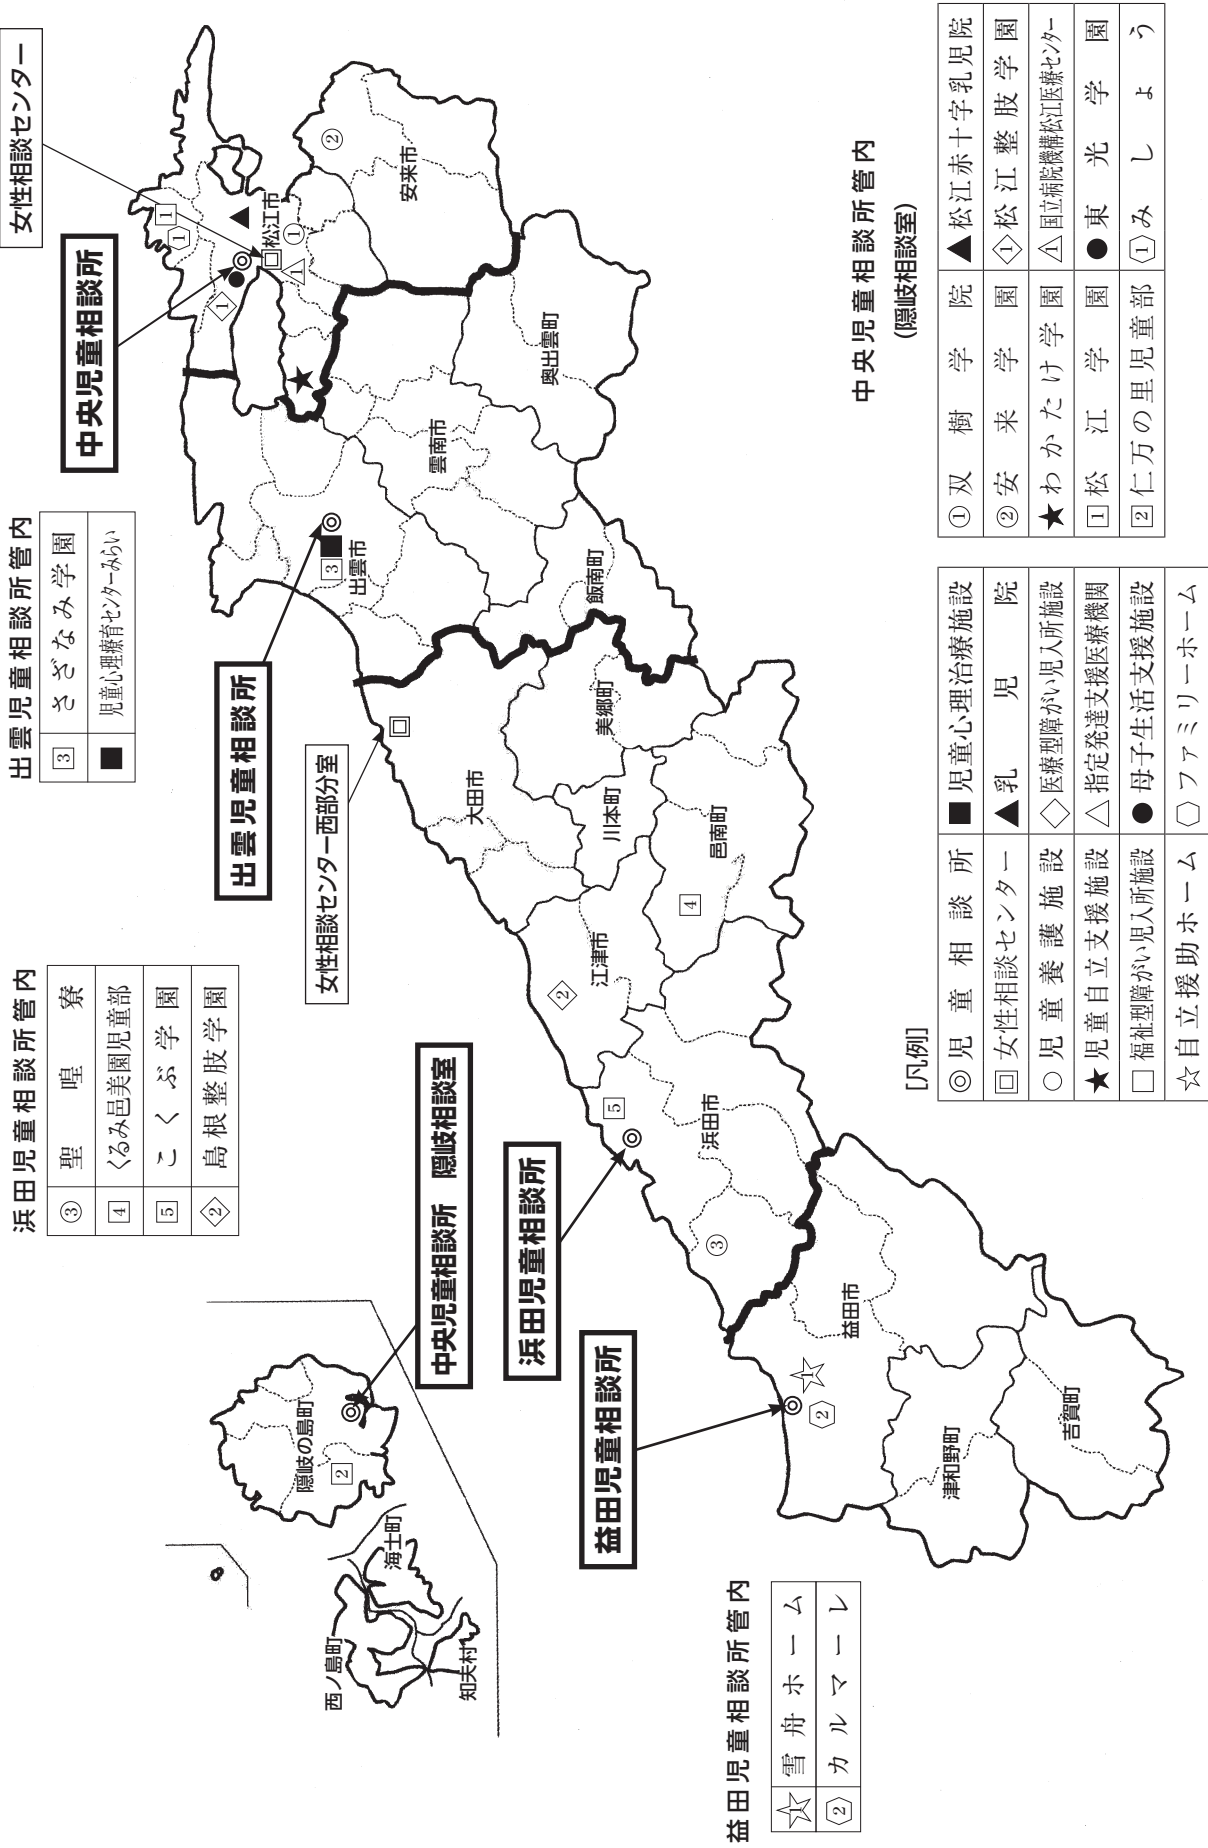 浜田児童相談所管内
③ 聖喤寮
4 くるみ邑美園児童部
5 こくぶ学園
2 島根整肢学園
出雲児童相談所管内
3 さざなみ学園
■ 児童心理療育センターみらい
女性相談センター
中央児童相談所
出雲児童相談所
女性相談センター西部分室
中央児童相談所 隠岐相談室
浜田児童相談所
益田児童相談所
隠岐の島町
2
海士町
西ノ島町
知夫村
1
1
▲
松江市
①
1
●
1
★
②
安来市
奥出雲町
雲南市
3
■
出雲市
飯南町
大田市
美郷町
川本町
邑南町
4
江津市
2
5
浜田市
③
益田市
1
2
津和野町
吉賀町
益田児童相談所管内
1 雪舟ホーム
2 カルマーレ
[凡例]
◎ 児童相談所 ■ 児童心理治療施設
回 女性相談センター ▲ 乳児院
○ 児童養護施設 ◇ 医療型障がい児入所施設
★ 児童自立支援施設 △ 指定発達支援医療機関
□ 福祉型障がい児入所施設 ● 母子生活支援施設
☆ 自立援助ホーム ⬡ ファミリーホーム
中央児童相談所管内
(隠岐相談室)
① 双樹学院 ▲ 松江赤十字乳児院
② 安来学園 1 松江整肢学園
★ わかたけ学園 1 国立病院機構松江医療センター
1 松江学園 ● 東光学園
2 仁万の里児童部 1 みしょう